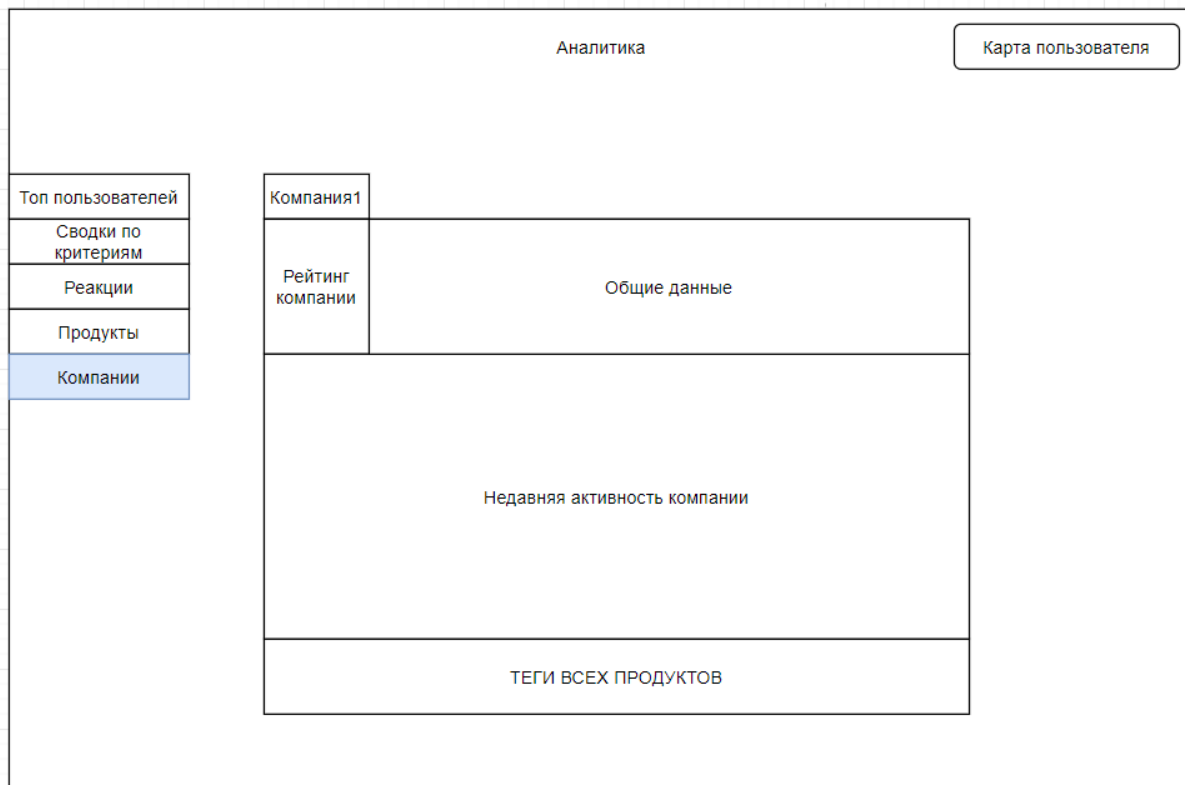 Аналитика
Карта пользователя
Топ пользователей
Сводки по
критериям
Реакции
Продукты
Компании
Компания1
Рейтинг
компании
Общие данные
Недавняя активность компании
ТЕГИ ВСЕХ ПРОДУКТОВ